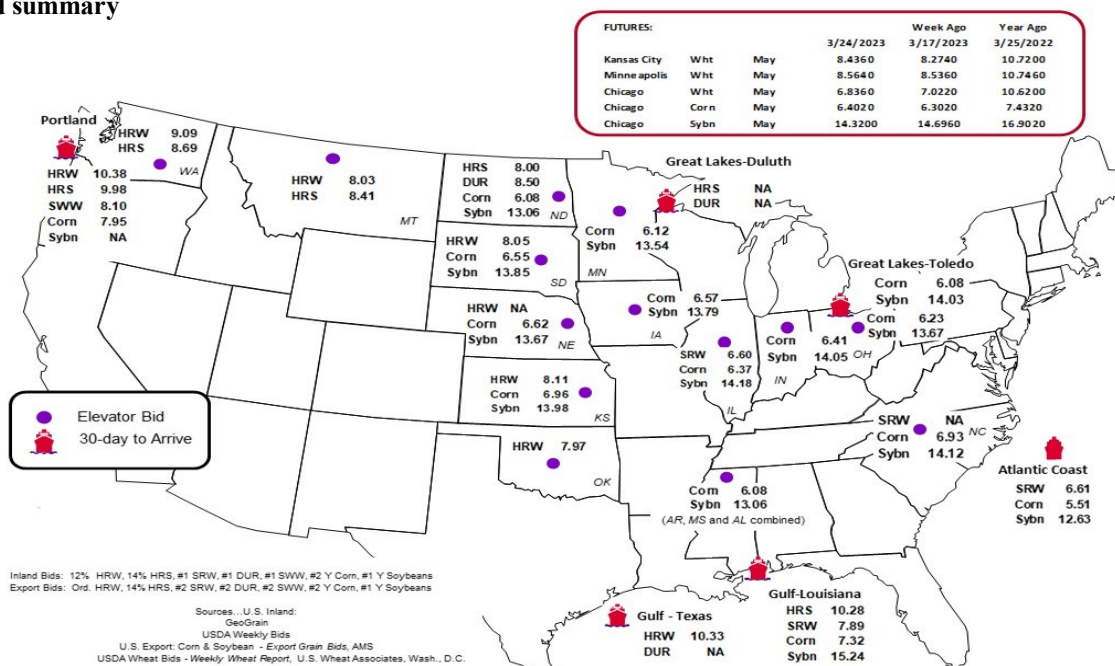 l summary
FUTURES: Week Ago Year Ago
3/24/2023 3/17/2023 3/25/2022
Kansas City Wht May 8.4360 8.2740 10.7200
Minneapolis Wht May 8.5640 8.5360 10.7460
Chicago Wht May 6.8360 7.0220 10.6200
Chicago Corn May 6.4020 6.3020 7.4320
Chicago Sybn May 14.3200 14.6960 16.9020
Portland
HRW 9.09
HRS 8.69
WA
HRW 10.38
HRS 9.98
SWW 8.10
Corn 7.95
Sybn NA
HRW 8.03
HRS 8.41
MT
HRS 8.00
DUR 8.50
Corn 6.08
Sybn 13.06 ND
Great Lakes-Duluth
HRS NA
DUR NA
Corn 6.12
Sybn 13.54
MN
HRW 8.05
Corn 6.55
Sybn 13.85
SD
Great Lakes-Toledo
Corn 6.08
Sybn 14.03
Corn 6.23
Sybn 13.67
OH
HRW NA
Corn 6.62
Sybn 13.67 NE
Corn 6.57
Sybn 13.79
IA
SRW 6.60
Corn 6.37
Sybn 14.18
IL
Corn 6.41
Sybn 14.05
IN
HRW 8.11
Corn 6.96
Sybn 13.98
KS
Elevator Bid
30-day to Arrive
HRW 7.97
OK
SRW NA
Corn 6.93 NC
Sybn 14.12
Atlantic Coast
SRW 6.61
Corn 5.51
Sybn 12.63
Corn 6.08
Sybn 13.06
(AR, MS and AL combined)
Gulf - Texas
HRW 10.33
DUR NA
Gulf-Louisiana
HRS 10.28
SRW 7.89
Corn 7.32
Sybn 15.24
Inland Bids: 12% HRW, 14% HRS, #1 SRW, #1 DUR, #1 SWW, #2 Y Corn, #1 Y Soybeans
Export Bids: Ord. HRW, 14% HRS, #2 SRW, #2 DUR, #2 SWW, #2 Y Corn, #1 Y Soybeans
Sources...U.S. Inland:
GeoGrain
USDA Weekly Bids
U.S. Export: Corn & Soybean - Export Grain Bids, AMS
USDA Wheat Bids - Weekly Wheat Report, U.S. Wheat Associates, Wash., D.C.